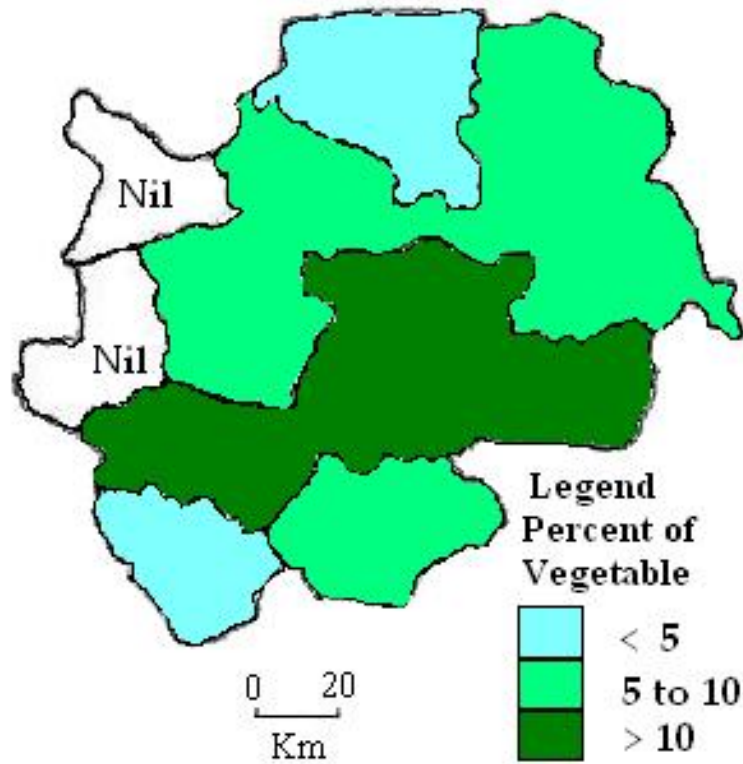 Nil
Nil
Legend
Percent of
Vegetable
< 5
5 to 10
> 10
0 20
Km